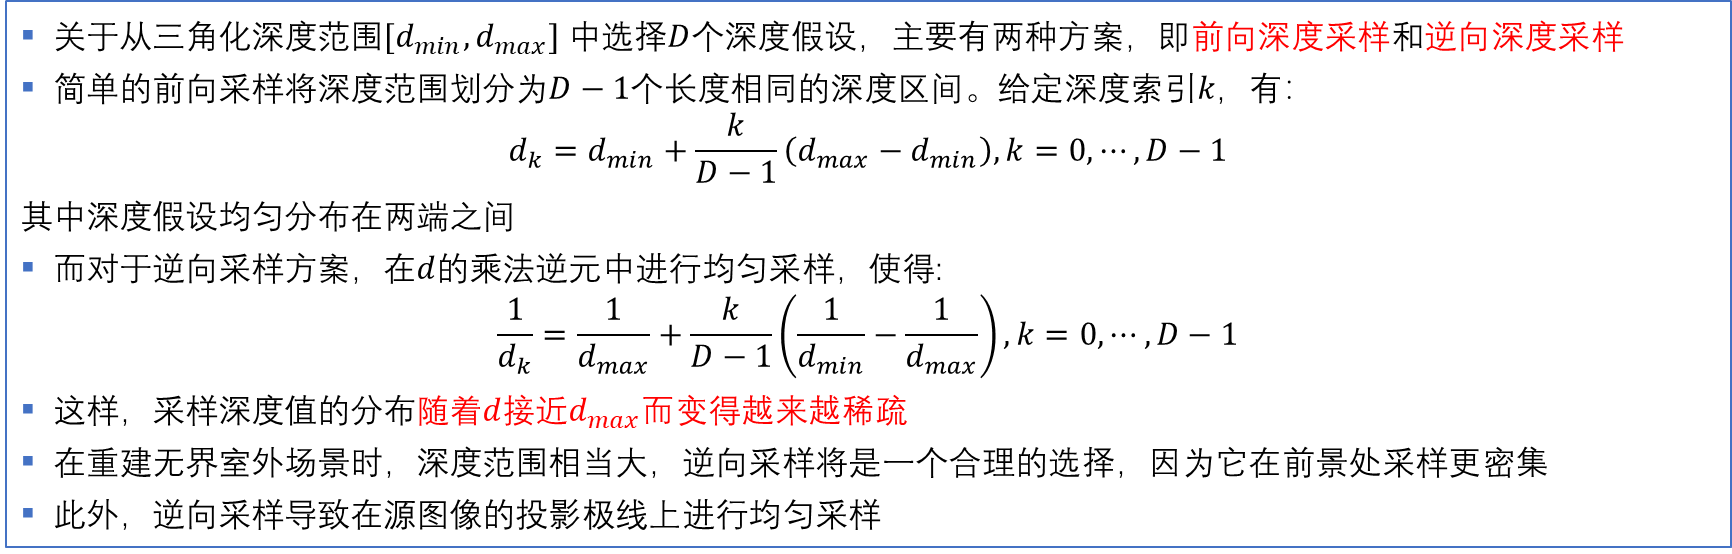 ▪ 关于从三角化深度范围[d_min, d_max] 中选择D个深度假设，主要有两种方案，即前向深度采样和逆向深度采样
▪ 简单的前向采样将深度范围划分为D − 1个长度相同的深度区间。给定深度索引k，有：
d_k = d_min + k/(D − 1) (d_max − d_min), k = 0, ⋯ , D − 1
其中深度假设均匀分布在两端之间
▪ 而对于逆向采样方案，在d的乘法逆元中进行均匀采样，使得:
1/d_k = 1/d_max + k/(D − 1) (1/d_min − 1/d_max), k = 0, ⋯ , D − 1
▪ 这样，采样深度值的分布随着d接近d_max而变得越来越稀疏
▪ 在重建无界室外场景时，深度范围相当大，逆向采样将是一个合理的选择，因为它在前景处采样更密集
▪ 此外，逆向采样导致在源图像的投影极线上进行均匀采样